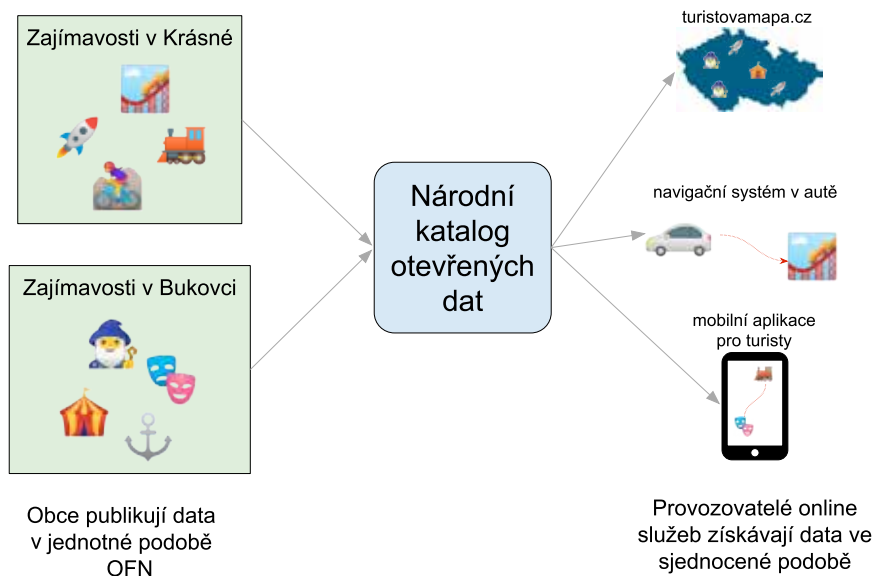 Zajímavosti v Krásné
Zajímavosti v Bukovci
Obce publikují data
v jednotné podobě
OFN
Národní
katalog
otevřených
dat
turistovamapa.cz
navigační systém v autě
mobilní aplikace
pro turisty
Provozovatelé online
služeb získávají data ve
sjednocené podobě